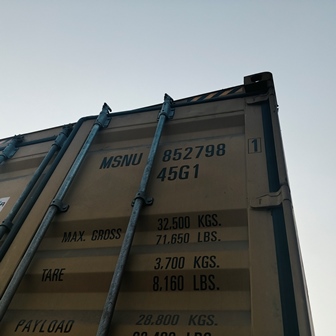 MSNU 852798 1
45G1
MAX. GROSS 32,500 KGS.
71,650 LBS.
TARE 3,700 KGS.
8,160 LBS.
PAYLOAD 28,800 KGS.